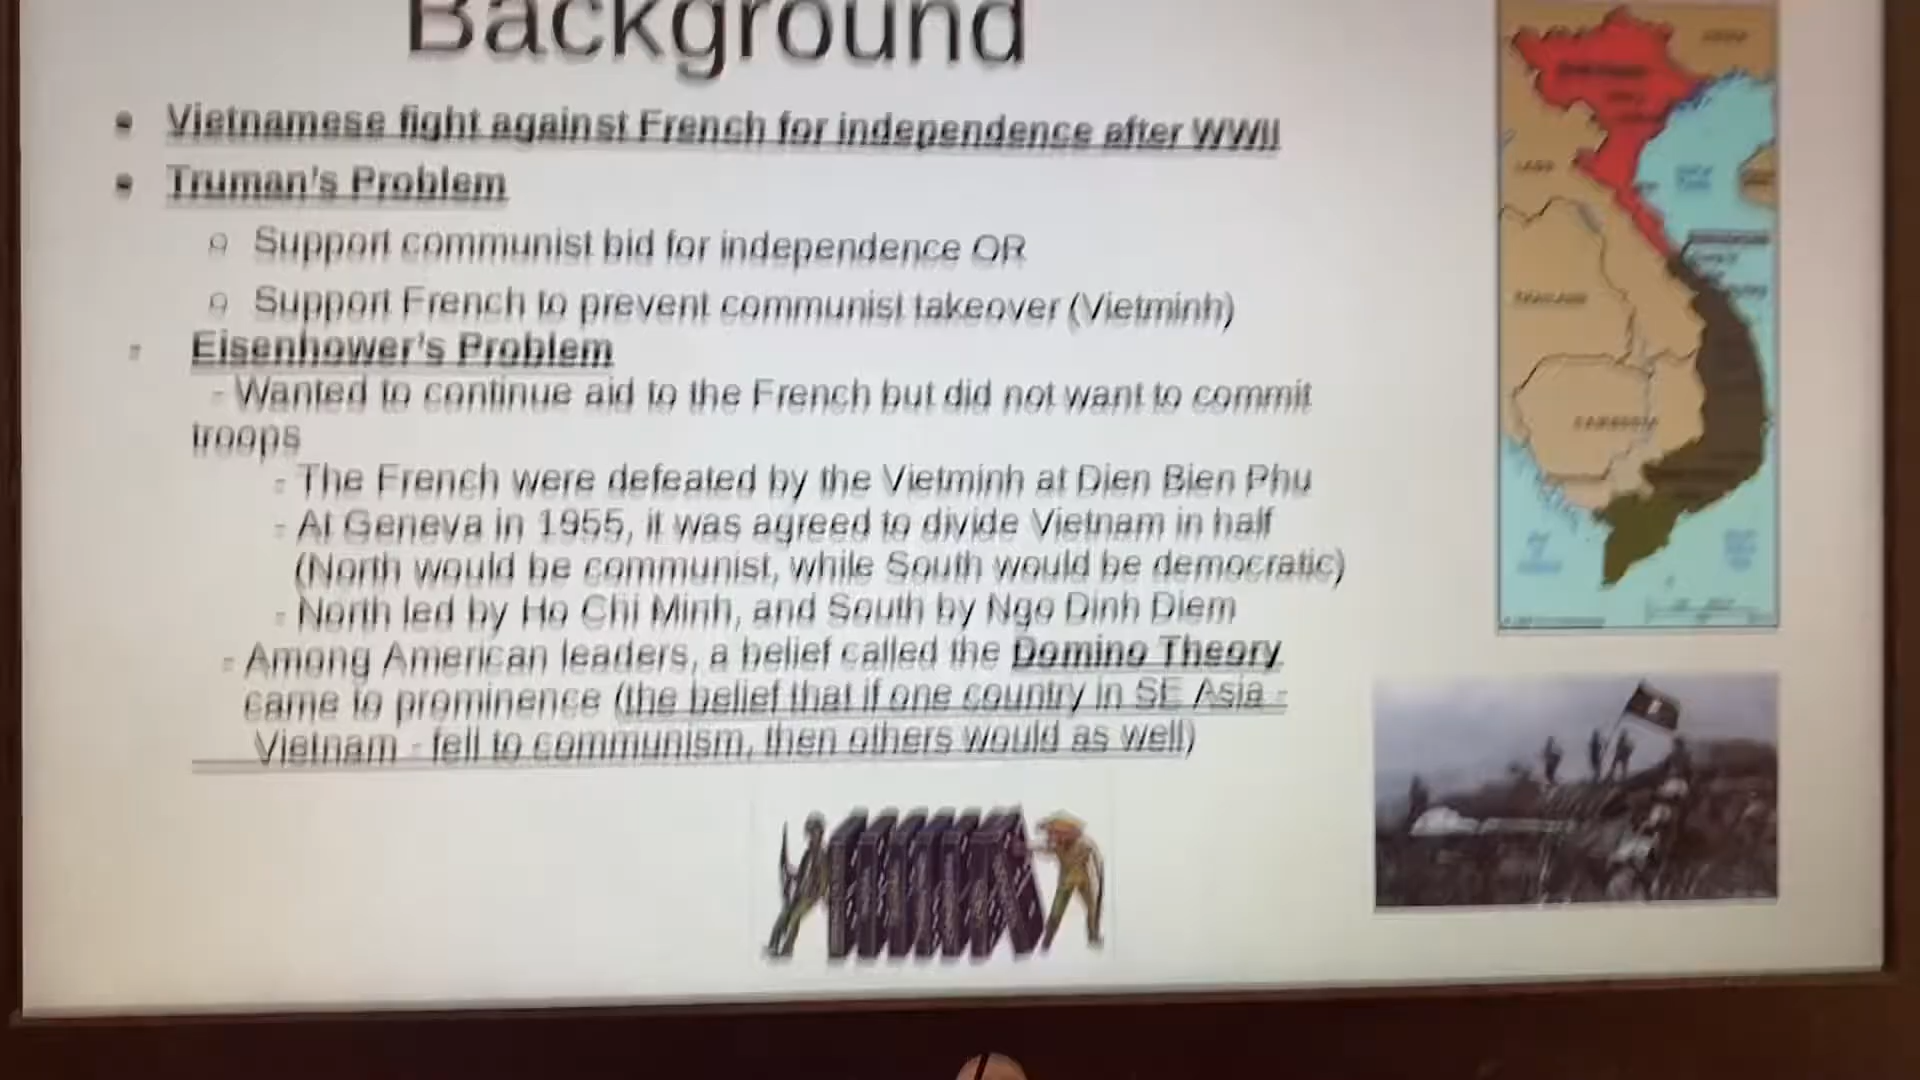 Background
• Vietnamese fight against French for independence after WWII
• Truman's Problem
o Support communist bid for independence OR
o Support French to prevent communist takeover (Vietminh)
- Eisenhower's Problem
- Wanted to continue aid to the French but did not want to commit
troops
- The French were defeated by the Vietminh at Dien Bien Phu
- At Geneva in 1955, it was agreed to divide Vietnam in half
(North would be communist, while South would be democratic)
- North led by Ho Chi Minh, and South by Ngo Dinh Diem
- Among American leaders, a belief called the Domino Theory
came to prominence (the belief that if one country in SE Asia -
Vietnam - fell to communism, then others would as well)
LAOS
THAILAND
CAMBODIA